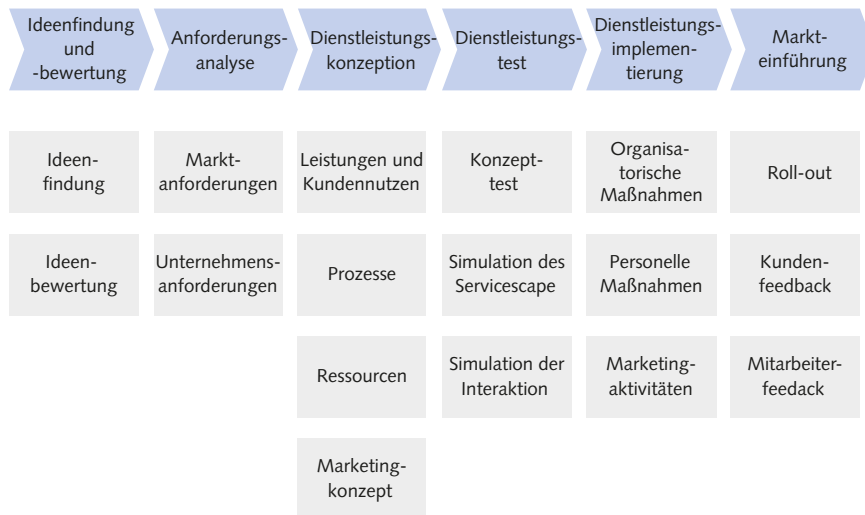 Ideenfindung
und
-bewertung
Anforderungs-
analyse
Dienstleistungs-
konzeption
Dienstleistungs-
test
Dienstleistungs-
implemen-
tierung
Markt-
einführung
Ideen-
findung
Markt-
anforderungen
Leistungen und
Kundennutzen
Konzept-
test
Organisa-
torische
Maßnahmen
Roll-out
Ideen-
bewertung
Unternehmens-
anforderungen
Prozesse
Simulation des
Servicescape
Personelle
Maßnahmen
Kunden-
feedback
Ressourcen
Simulation der
Interaktion
Marketing-
aktivitäten
Mitarbeiter-
feedack
Marketing-
konzept